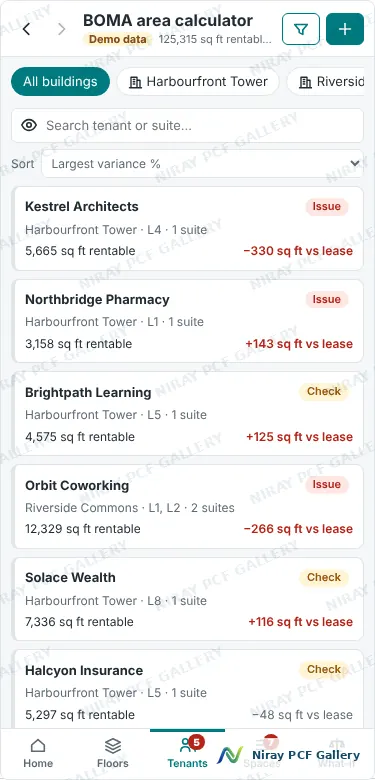 BOMA area calculator
Demo data 125,315 sq ft rentabl...
All buildings Harbourfront Tower Riversid
Search tenant or suite...
Sort Largest variance %
Kestrel Architects Issue
Harbourfront Tower · L4 · 1 suite
5,665 sq ft rentable −330 sq ft vs lease
Northbridge Pharmacy Issue
Harbourfront Tower · L1 · 1 suite
3,158 sq ft rentable +143 sq ft vs lease
Brightpath Learning Check
Harbourfront Tower · L5 · 1 suite
4,575 sq ft rentable +125 sq ft vs lease
Orbit Coworking Issue
Riverside Commons · L1, L2 · 2 suites
12,329 sq ft rentable −266 sq ft vs lease
Solace Wealth Check
Harbourfront Tower · L8 · 1 suite
7,336 sq ft rentable +116 sq ft vs lease
Halcyon Insurance Check
Harbourfront Tower · L5 · 1 suite
5,297 sq ft rentable −48 sq ft vs lease
5 7
Home Floors Tenants Spaces What-if
Niray PCF Gallery
NIRAY PCF GALLERY